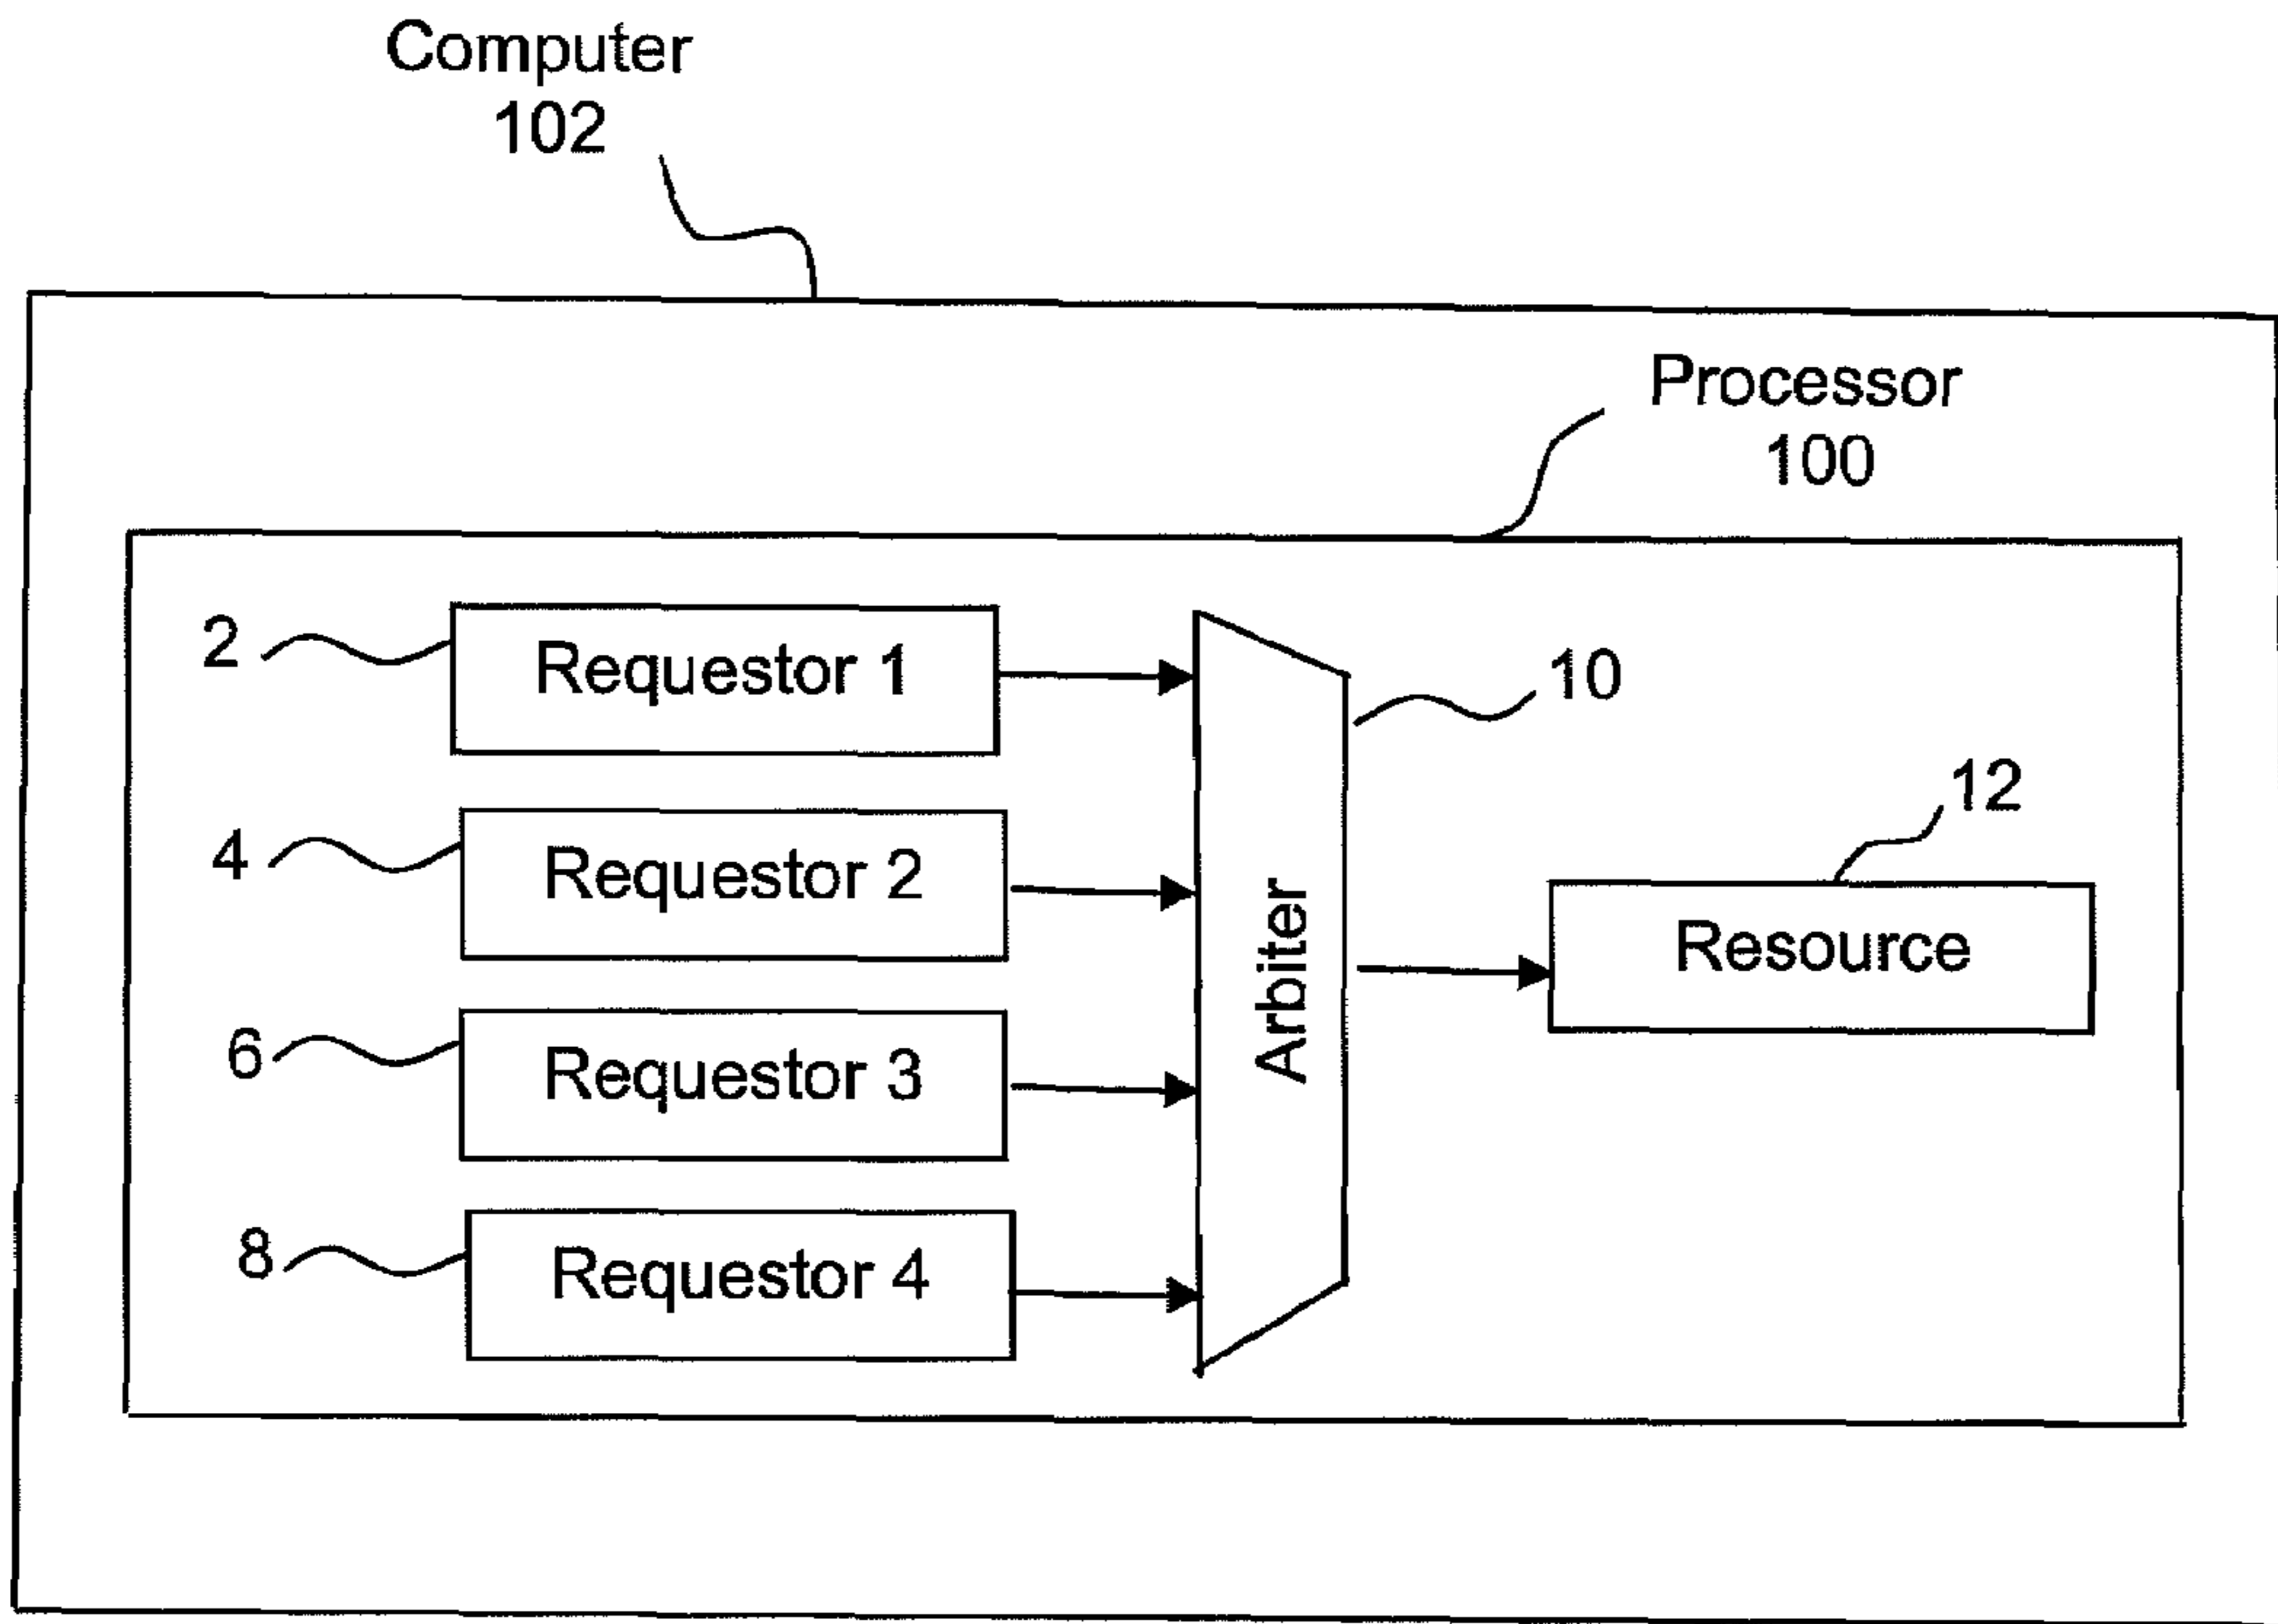 Computer
102
Processor
100
2
Requestor 1
10
12
4
Requestor 2
Arbiter
Resource
6
Requestor 3
8
Requestor 4